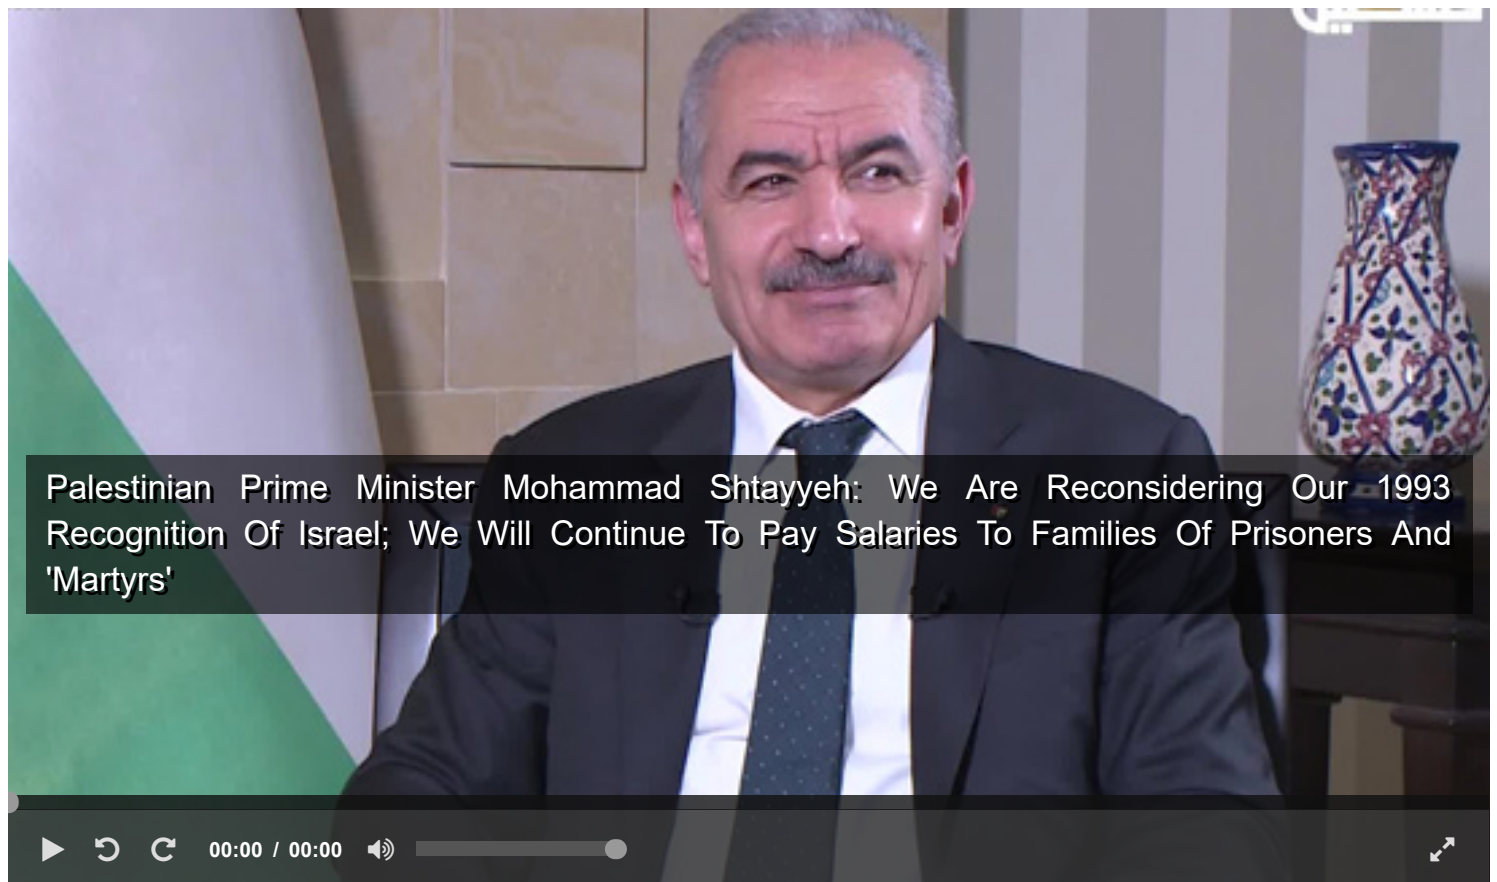 Palestinian Prime Minister Mohammad Shtayyeh: We Are Reconsidering Our 1993
Recognition Of Israel; We Will Continue To Pay Salaries To Families Of Prisoners And
'Martyrs'
00:00 / 00:00